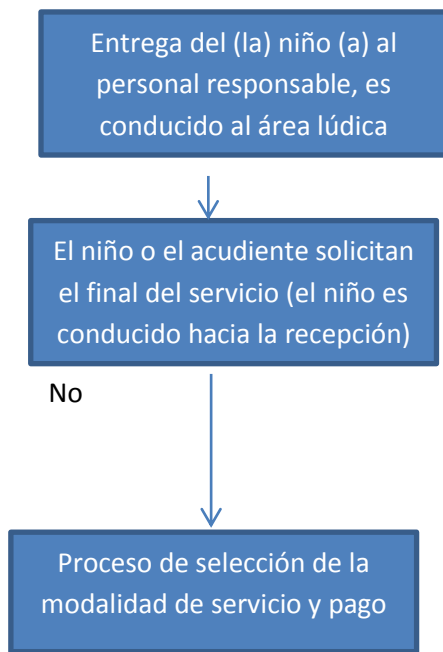 Entrega del (la) niño (a) al
personal responsable, es
conducido al área lúdica
El niño o el acudiente solicitan
el final del servicio (el niño es
conducido hacia la recepción)
No
Proceso de selección de la
modalidad de servicio y pago